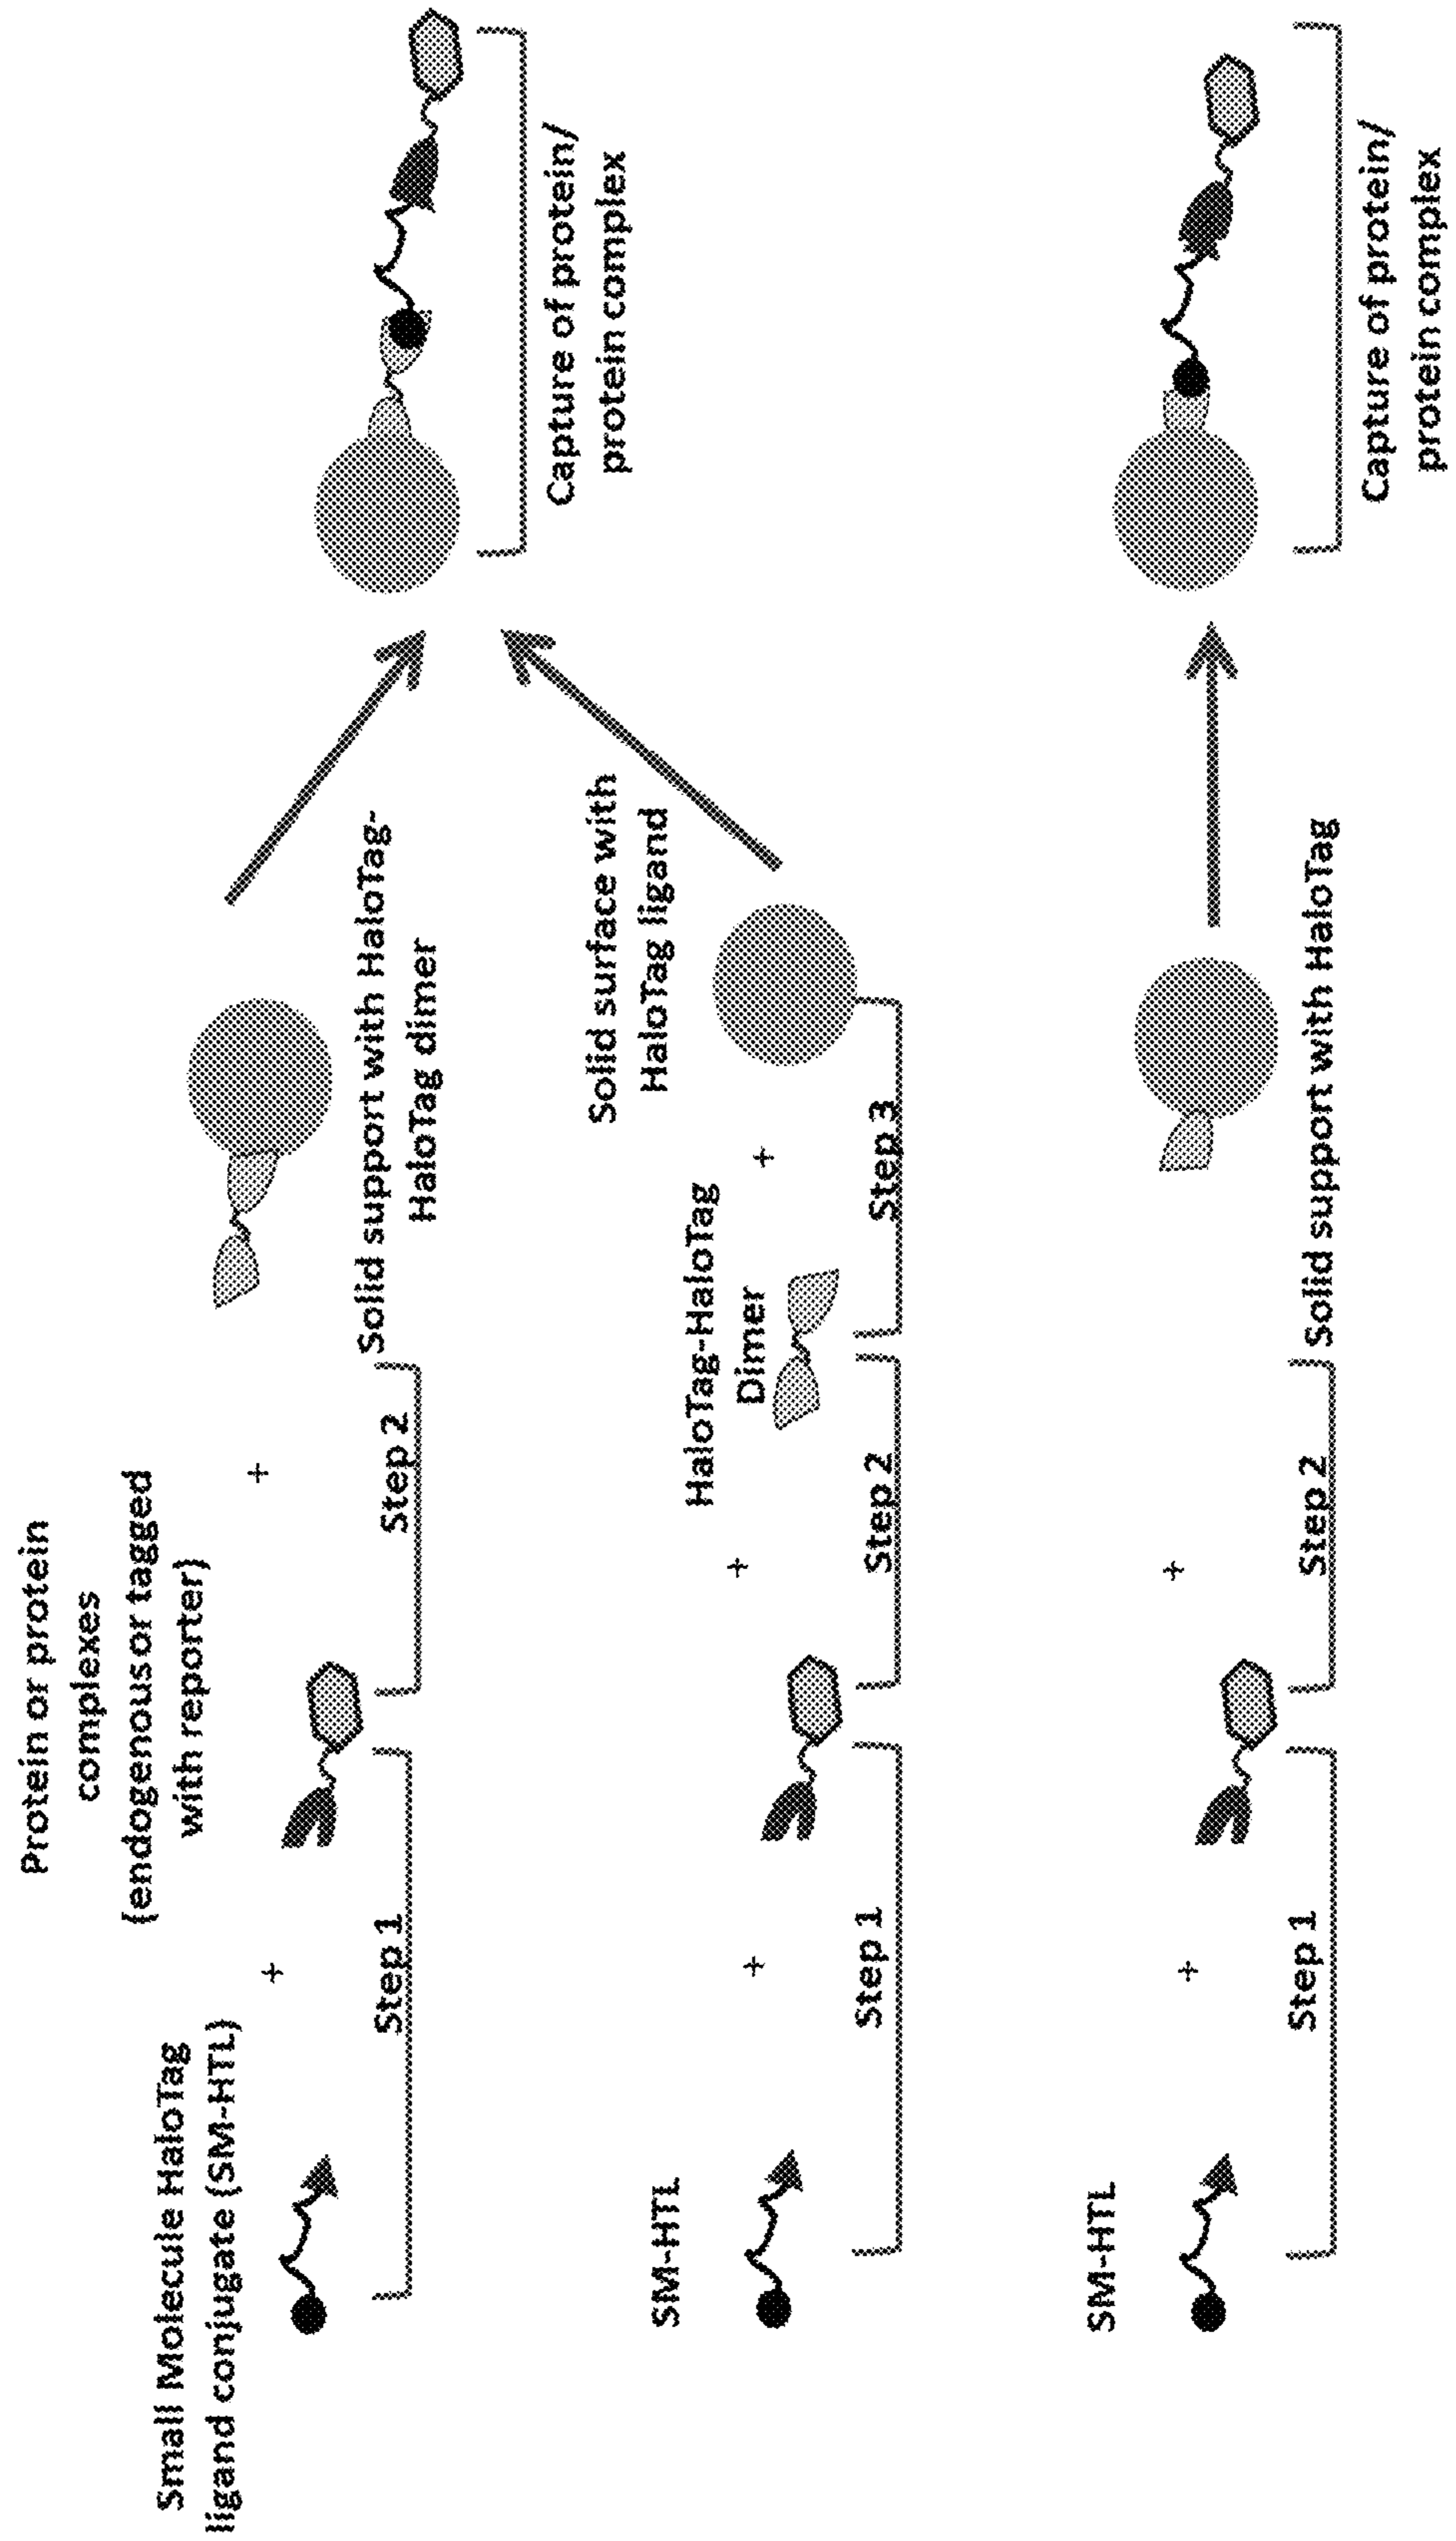 Small Molecule HaloTag
ligand conjugate (SM-HTL)
+
Step 1
Protein or protein
complexes
(endogenous or tagged
with reporter)
+
Step 2
Solid support with HaloTag-
HaloTag dimer
Capture of protein/
protein complex
SM-HTL
+
Step 1
+
Step 2
HaloTag-HaloTag
Dimer
+
Step 3
Solid surface with
HaloTag ligand
SM-HTL
+
Step 1
+
Step 2
Solid support with HaloTag
Capture of protein/
protein complex